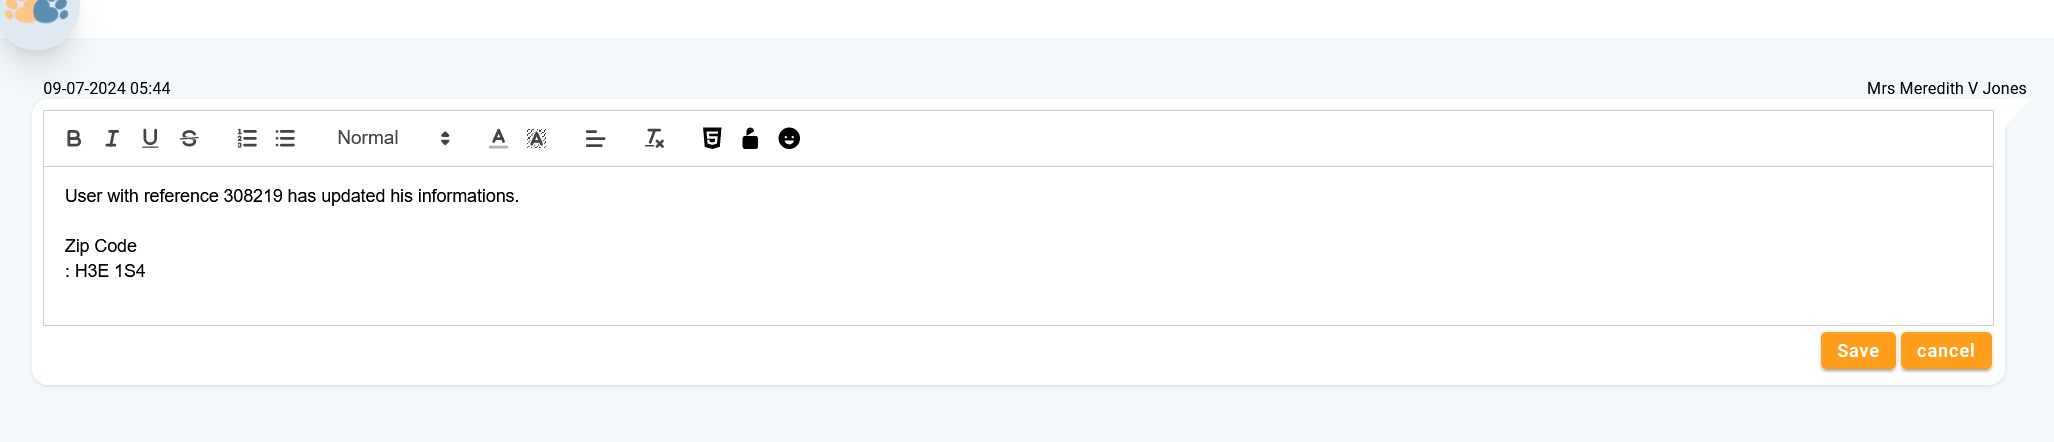 09-07-2024 05:44
Mrs Meredith V Jones
Normal
User with reference 308219 has updated his informations.
Zip Code
: H3E 1S4
Save cancel